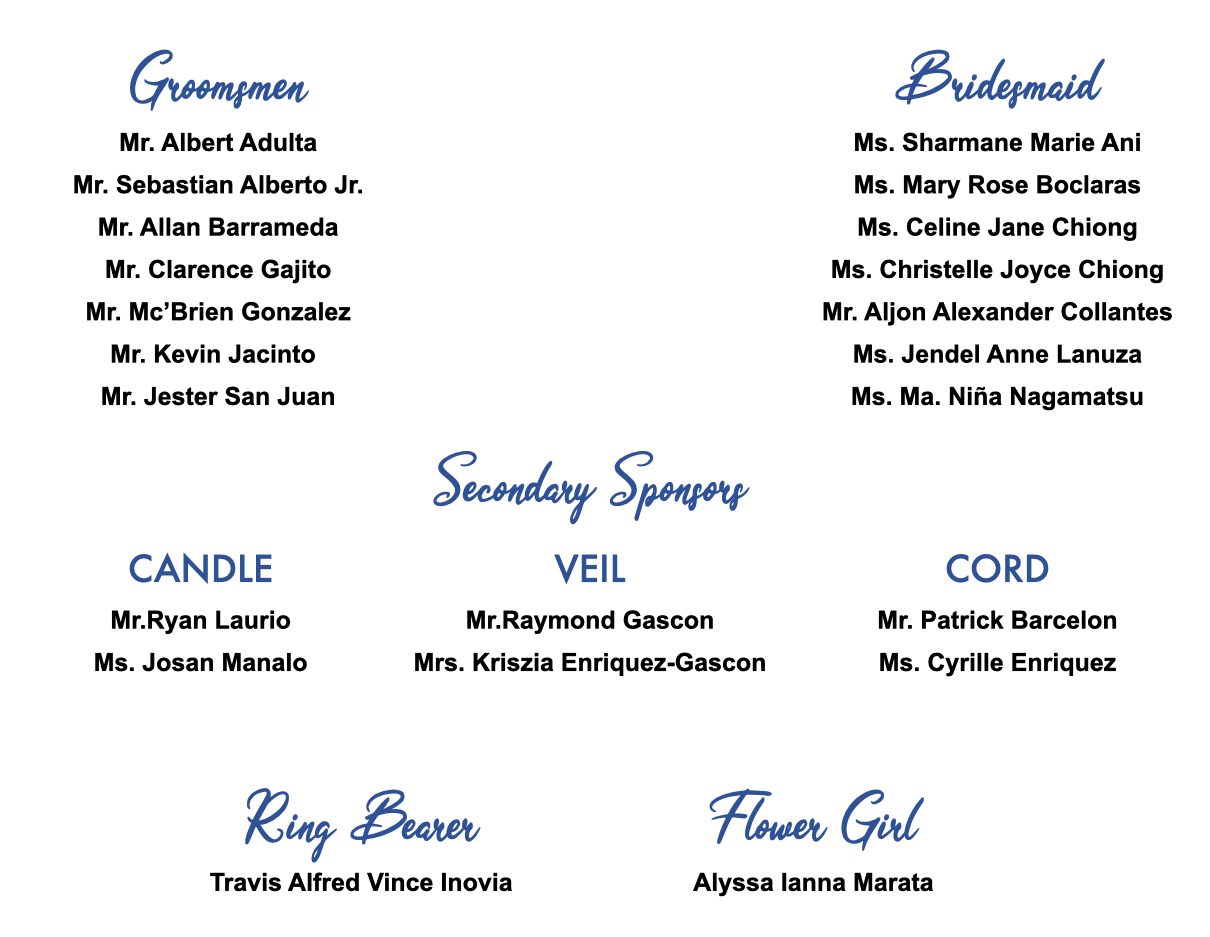 Groomsmen
Mr. Albert Adulta
Mr. Sebastian Alberto Jr.
Mr. Allan Barrameda
Mr. Clarence Gajito
Mr. Mc’Brien Gonzalez
Mr. Kevin Jacinto
Mr. Jester San Juan
Bridesmaid
Ms. Sharmane Marie Ani
Ms. Mary Rose Boclaras
Ms. Celine Jane Chiong
Ms. Christelle Joyce Chiong
Mr. Aljon Alexander Collantes
Ms. Jendel Anne Lanuza
Ms. Ma. Niña Nagamatsu
Secondary Sponsors
CANDLE
Mr.Ryan Laurio
Ms. Josan Manalo
VEIL
Mr.Raymond Gascon
Mrs. Kriszia Enriquez-Gascon
CORD
Mr. Patrick Barcelon
Ms. Cyrille Enriquez
Ring Bearer
Travis Alfred Vince Inovia
Flower Girl
Alyssa Ianna Marata